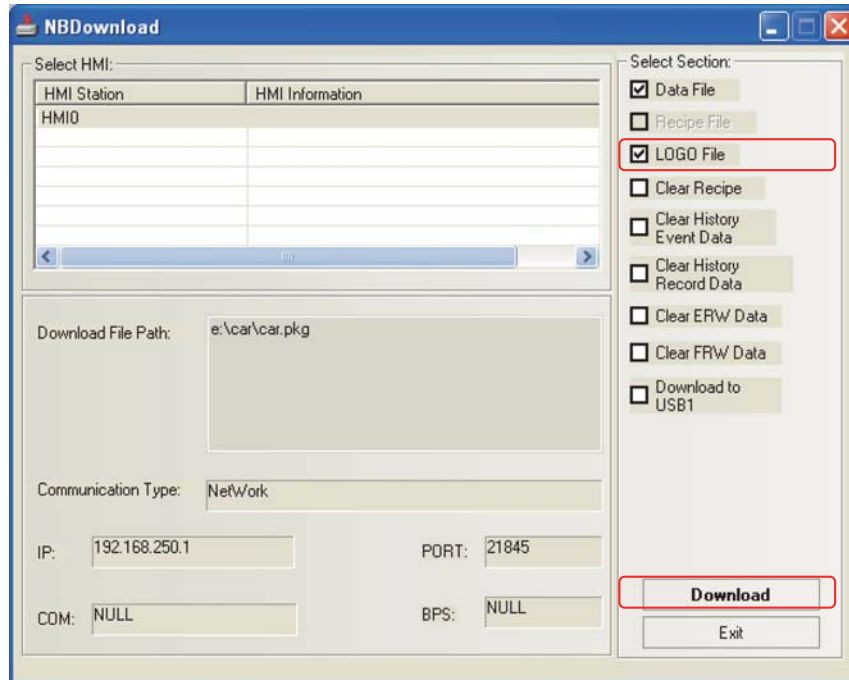 NBDownload
Select HMI:
HMI Station HMI Information
HMI0
Download File Path: e:\car\car.pkg
Communication Type: NetWork
IP: 192.168.250.1 PORT: 21845
COM: NULL BPS: NULL
Select Section:
Data File
Recipe File
LOGO File
Clear Recipe
Clear History
Event Data
Clear History
Record Data
Clear ERW Data
Clear FRW Data
Download to
USB1
Download
Exit